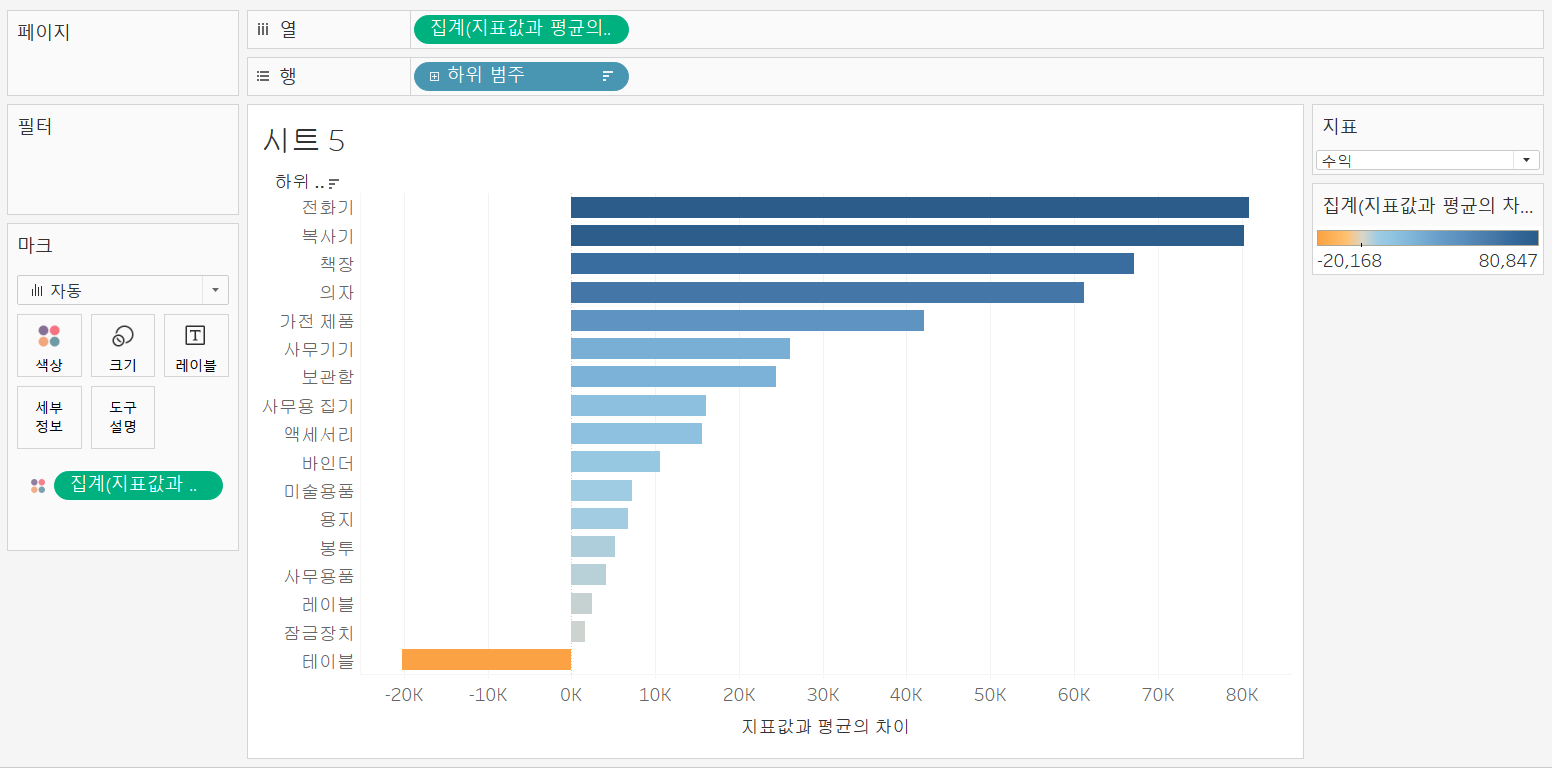 페이지
iii 열
집계(지표값과 평균의..
행
하위 범주
필터
마크
자동
색상
크기
레이블
세부
정보
도구
설명
집계(지표값과 ..
시트 5
하위 ..
전화기
복사기
책장
의자
가전 제품
사무기기
보관함
사무용 집기
액세서리
바인더
미술용품
용지
봉투
사무용품
레이블
잠금장치
테이블
-20K -10K 0K 10K 20K 30K 40K 50K 60K 70K 80K
지표값과 평균의 차이
지표
수익
집계(지표값과 평균의 차...
-20,168 80,847